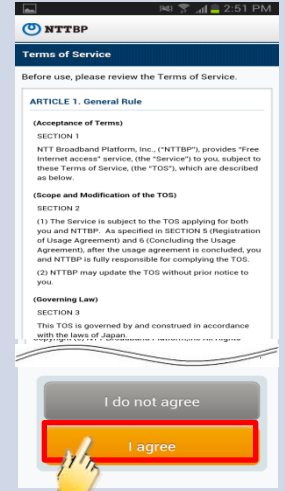 2:51 PM
NTTBP
Terms of Service
Before use, please review the Terms of Service.
ARTICLE 1. General Rule
(Acceptance of Terms)
SECTION 1
NTT Broadband Platform, Inc., ("NTTBP"), provides "Free
Internet access" service, (the "Service") to you, subject to
these Terms of Service, (the "TOS"), which are described
as below.
(Scope and Modification of the TOS)
SECTION 2
(1) The Service is subject to the TOS applying for both
you and NTTBP. As specified in SECTION 5 (Registration
of Usage Agreement) and 6 (Concluding the Usage
Agreement), after the usage agreement is concluded, you
and NTTBP is fully responsible for complying the TOS.
(2) NTTBP may update the TOS without prior notice to
you.
(Governing Law)
SECTION 3
This TOS is governed by and construed in accordance
with the laws of Japan.
I do not agree
I agree